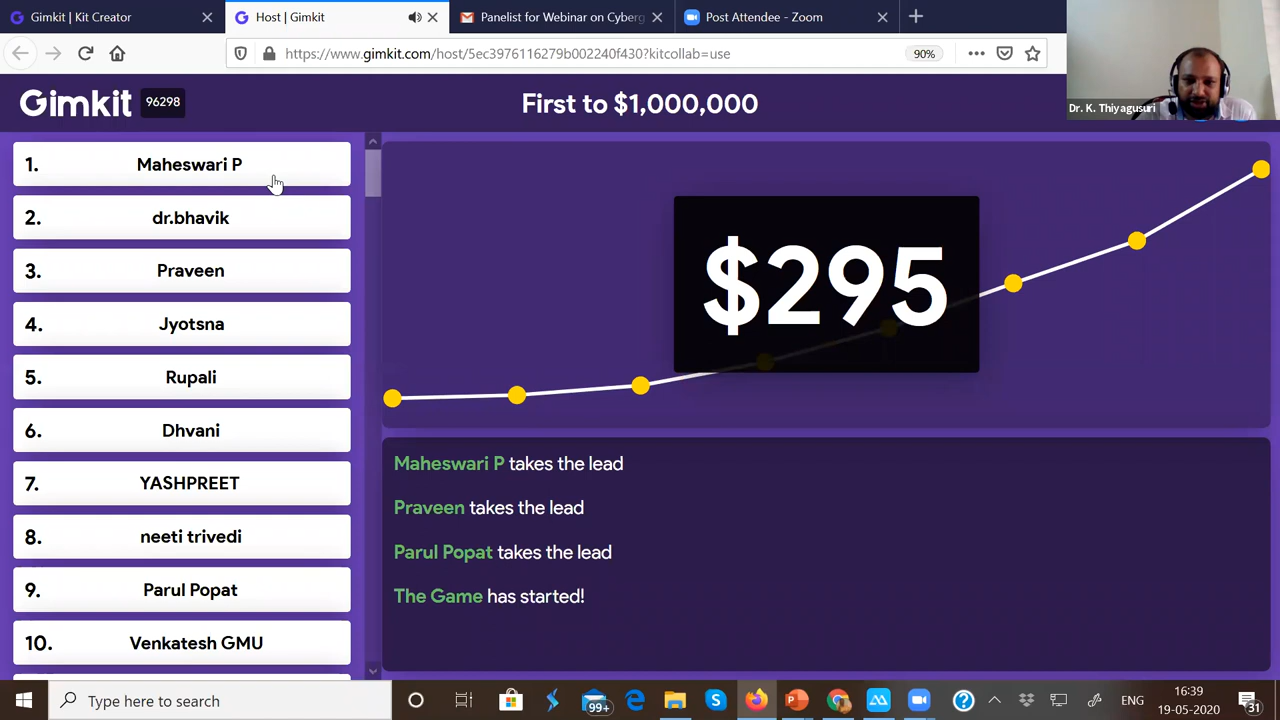 Gimkit | Kit Creator
Host | Gimkit
Panelist for Webinar on Cyberg
Post Attendee - Zoom
https://www.gimkit.com/host/5ec3976116279b002240f430?kitcollab=use
90%
Dr. K. Thiyagusuri
Gimkit
96298
First to $1,000,000
1. Maheswari P
2. dr.bhavik
3. Praveen
4. Jyotsna
5. Rupali
6. Dhvani
7. YASHPREET
8. neeti trivedi
9. Parul Popat
10. Venkatesh GMU
$295
Maheswari P takes the lead
Praveen takes the lead
Parul Popat takes the lead
The Game has started!
Type here to search
99+
ENG
16:39
19-05-2020
31